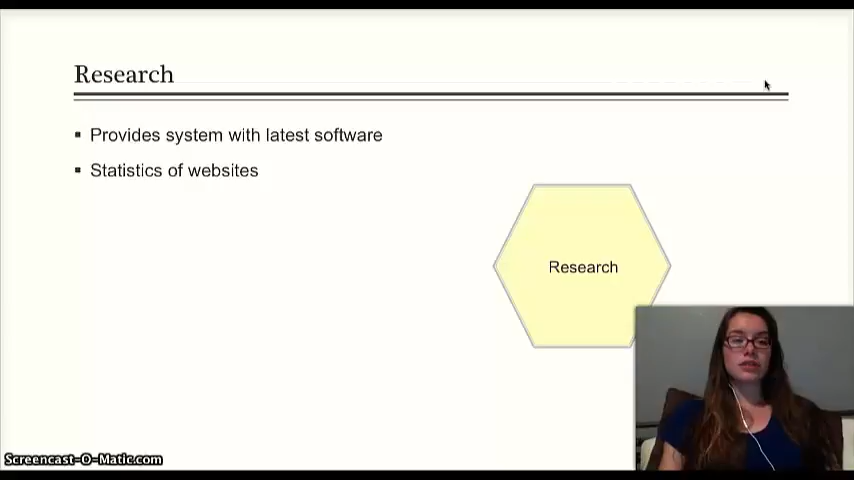 Research
Provides system with latest software
Statistics of websites
Research
Screencast-O-Matic.com